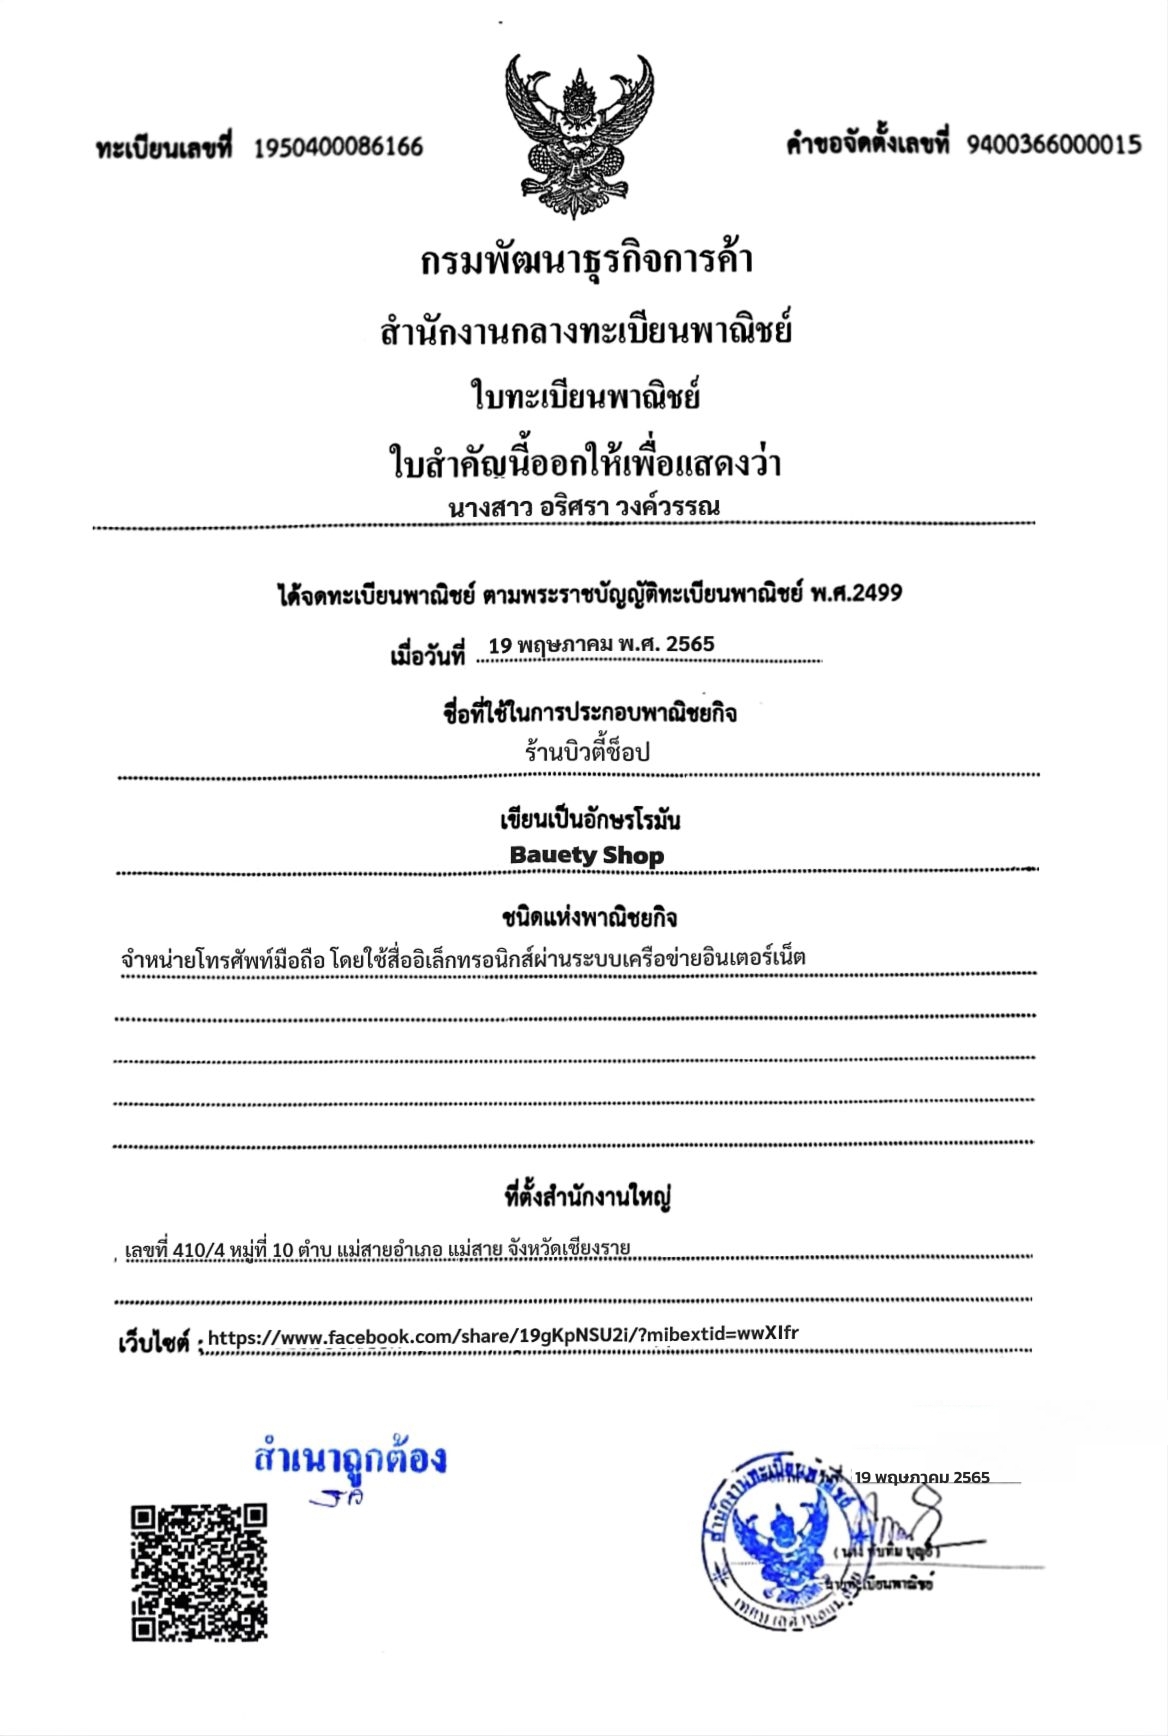 ทะเบียนเลขที่ 1950400086166
คำขอจัดตั้งเลขที่ 9400366000015
กรมพัฒนาธุรกิจการค้า
สำนักงานกลางทะเบียนพาณิชย์
ใบทะเบียนพาณิชย์
ใบสำคัญนี้ออกให้เพื่อแสดงว่า
นางสาว อริศรา วงค์วรรณ
ได้จดทะเบียนพาณิชย์ ตามพระราชบัญญัติทะเบียนพาณิชย์ พ.ศ.2499
เมื่อวันที่ 19 พฤษภาคม พ.ศ. 2565
ชื่อที่ใช้ในการประกอบพาณิชยกิจ
ร้านบิวตี้ช็อป
เขียนเป็นอักษรโรมัน
Bauety Shop
ชนิดแห่งพาณิชยกิจ
จำหน่ายโทรศัพท์มือถือ โดยใช้สื่ออิเล็กทรอนิกส์ผ่านระบบเครือข่ายอินเตอร์เน็ต
ที่ตั้งสำนักงานใหญ่
เลขที่ 410/4 หมู่ที่ 10 ตำบ แม่สายอำเภอ แม่สาย จังหวัดเชียงราย
เว็บไซต์ : https://www.facebook.com/share/19gKpNSU2i/?mibextid=wwXIfr
สำเนาถูกต้อง
19 พฤษภาคม 2565
สำนักงานทะเบียนพาณิชย์
นายทะเบียนพาณิชย์